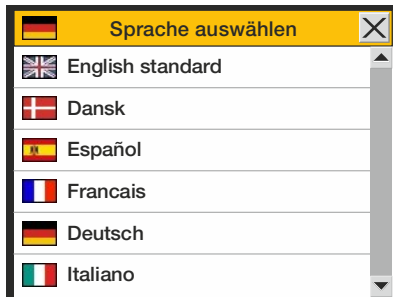 Sprache auswählen
English standard
Dansk
Español
Francais
Deutsch
Italiano